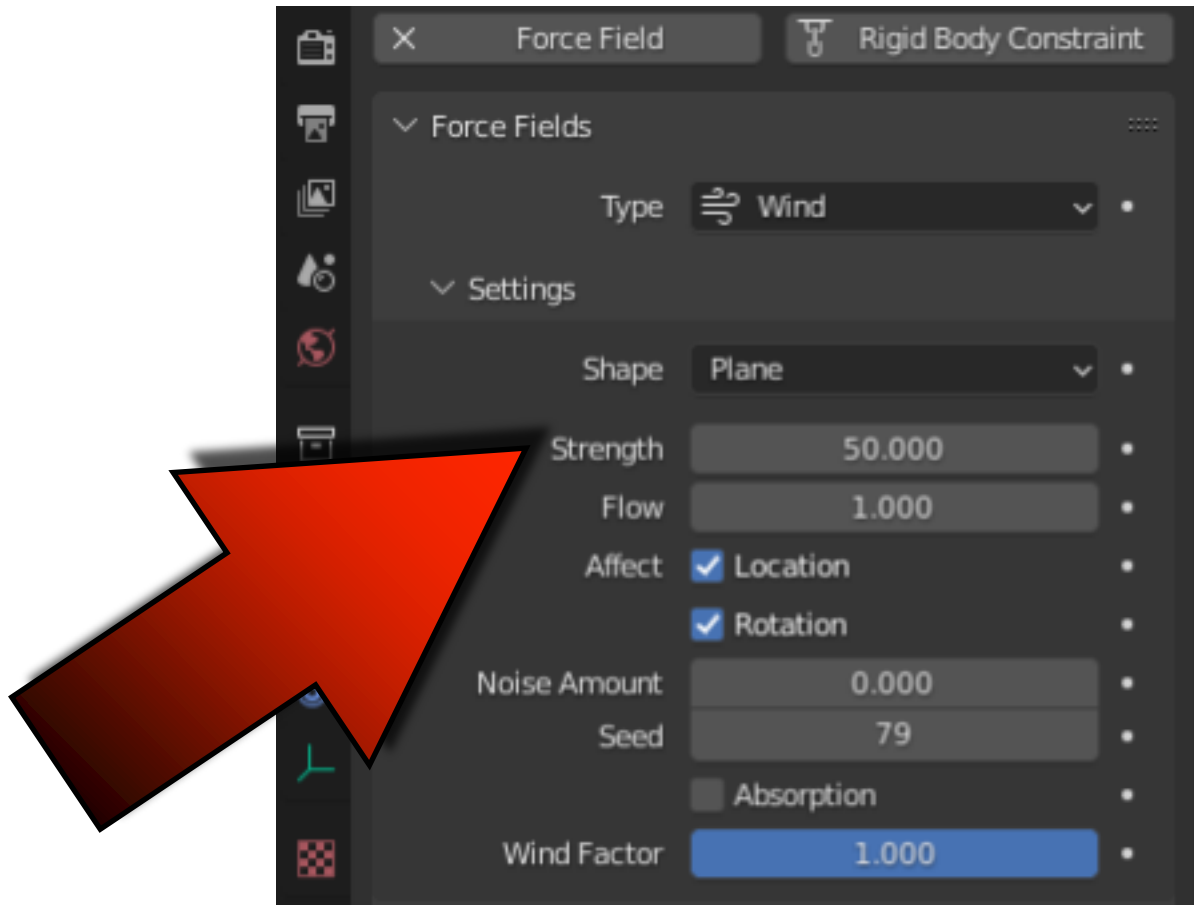 Force Field Rigid Body Constraint
Force Fields
Type Wind
Settings
Shape Plane
Strength 50.000
Flow 1.000
Affect Location
Rotation
Noise Amount 0.000
Seed 79
Absorption
Wind Factor 1.000